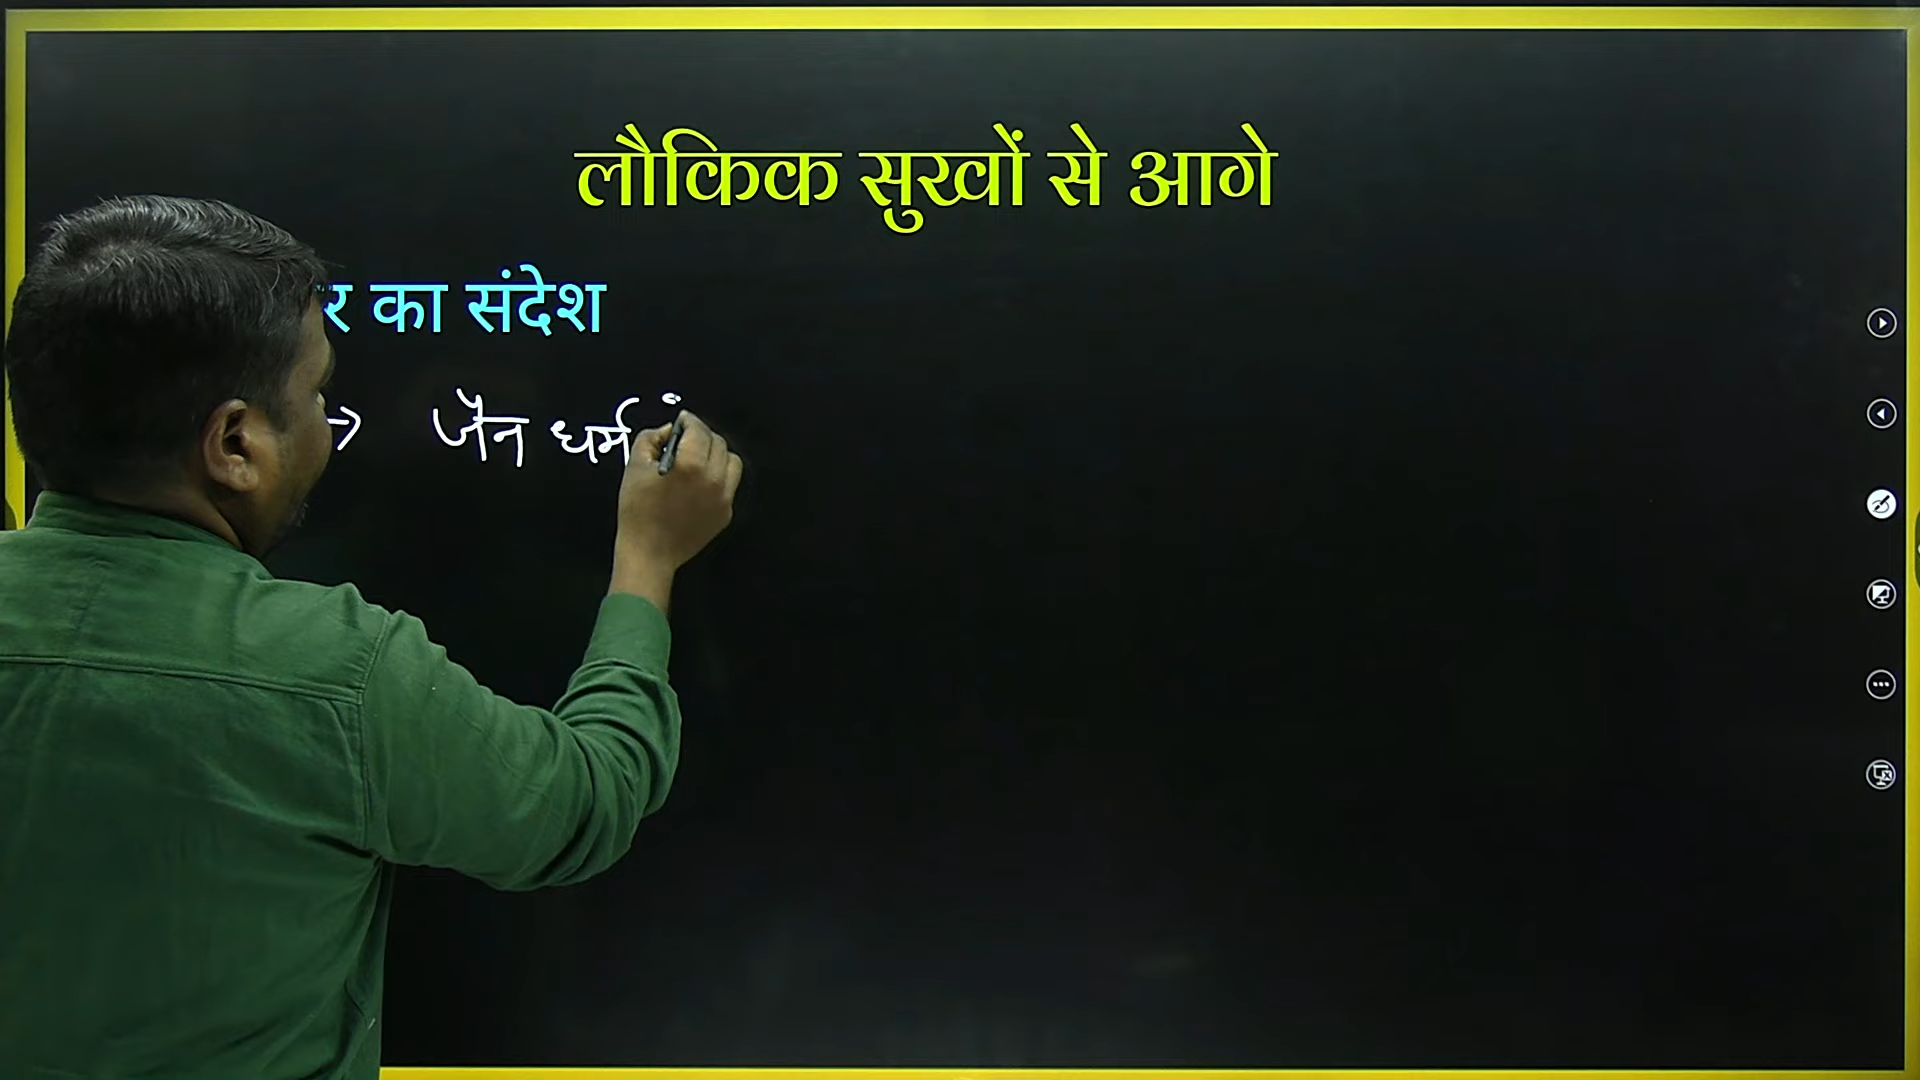 लौकिक सुखों से आगे
का संदेश
→ जैन धर्म